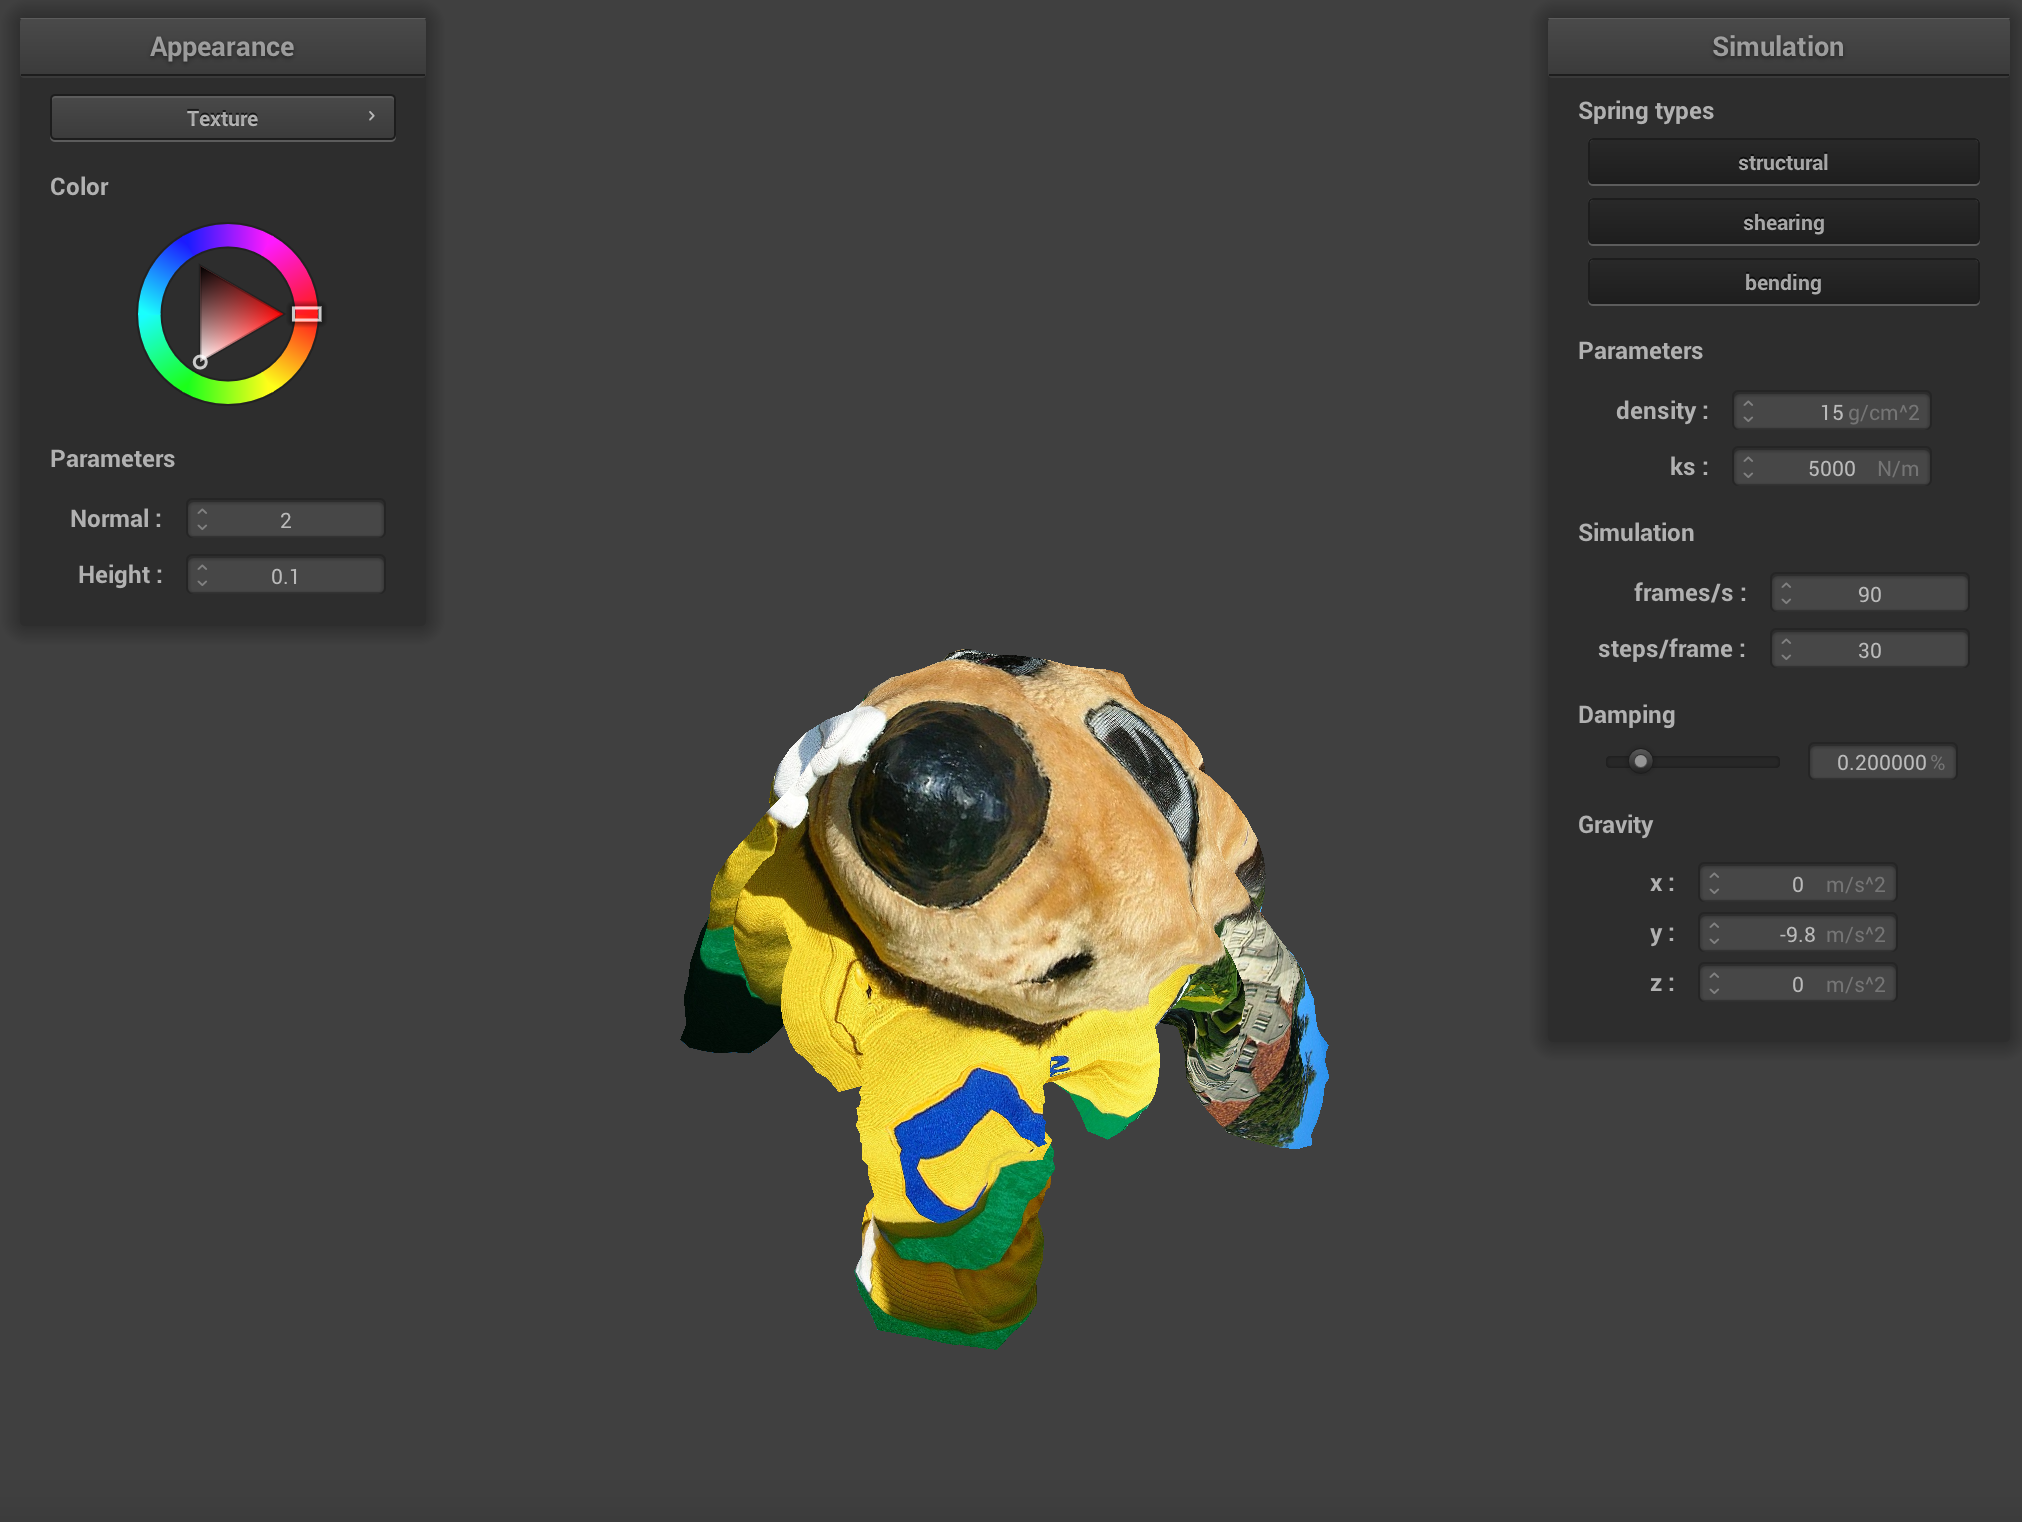 Appearance
Texture
Color
Parameters
Normal : 2
Height : 0.1
Simulation
Spring types
structural
shearing
bending
Parameters
density : 15 g/cm^2
ks : 5000 N/m
Simulation
frames/s : 90
steps/frame : 30
Damping
0.200000 %
Gravity
x : 0 m/s^2
y : -9.8 m/s^2
z : 0 m/s^2